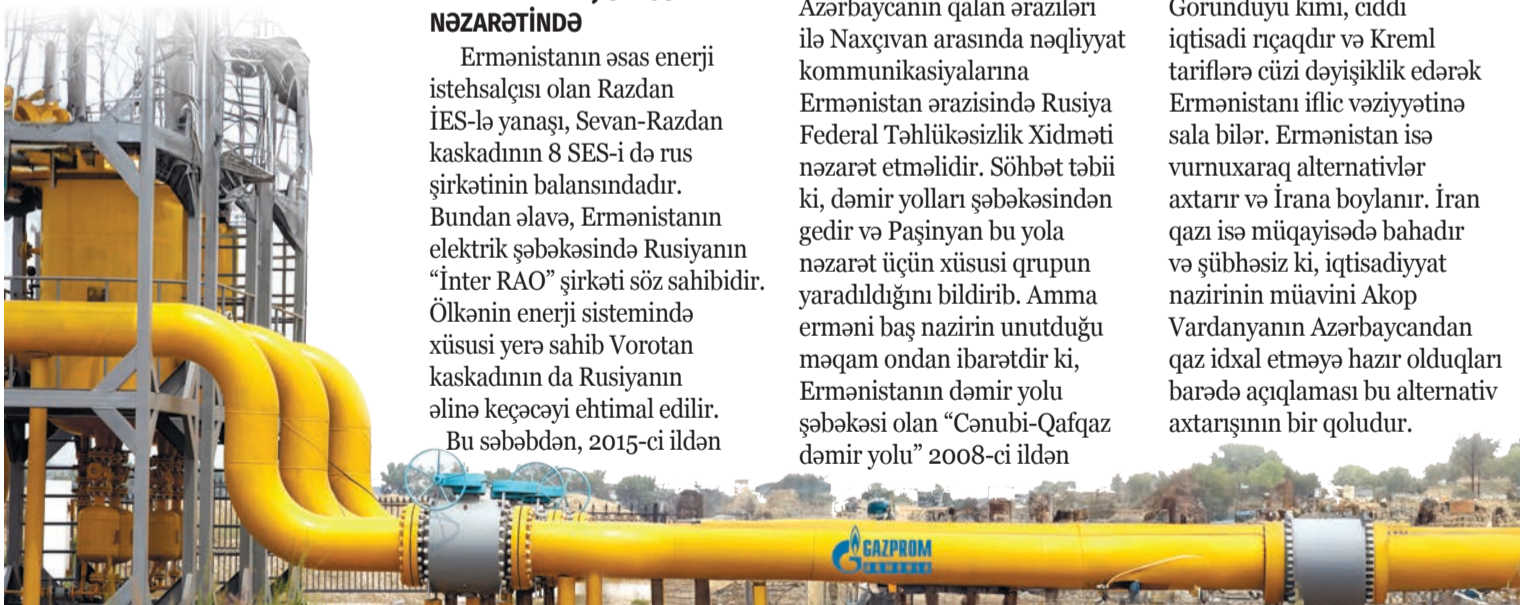 NƏZARƏTİNDƏ
Ermənistanın əsas enerji
istehsalçısı olan Razdan
İES-lə yanaşı, Sevan-Razdan
kaskadının 8 SES-i də rus
şirkətinin balansındadır.
Bundan əlavə, Ermənistanın
elektrik şəbəkəsində Rusiyanın
“İnter RAO” şirkəti söz sahibidir.
Ölkənin enerji sistemində
xüsusi yerə sahib Vorotan
kaskadının da Rusiyanın
əlinə keçəcəyi ehtimal edilir.
Bu səbəbdən, 2015-ci ildən
Azərbaycanın qalan əraziləri
ilə Naxçıvan arasında nəqliyyat
kommunikasiyalarına
Ermənistan ərazisində Rusiya
Federal Təhlükəsizlik Xidməti
nəzarət etməlidir. Söhbət təbii
ki, dəmir yolları şəbəkəsindən
gedir və Paşinyan bu yola
nəzarət üçün xüsusi qrupun
yaradıldığını bildirib. Amma
erməni baş nazirin unutduğu
məqam ondan ibarətdir ki,
Ermənistanın dəmir yolu
şəbəkəsi olan “Cənubi-Qafqaz
dəmir yolu” 2008-ci ildən
Göründüyü kimi, ciddi
iqtisadi rıçaqdır və Kreml
tariflərə cüzi dəyişiklik edərək
Ermənistanı iflic vəziyyətinə
sala bilər. Ermənistan isə
vurnuxaraq alternativlər
axtarır və İrana boylanır. İran
qazı isə müqayisədə bahadır
və şübhəsiz ki, iqtisadiyyat
nazirinin müavini Akop
Vardanyanın Azərbaycandan
qaz idxal etməyə hazır olduqları
barədə açıqlaması bu alternativ
axtarışının bir qoludur.
GAZPROM
ARMENIA